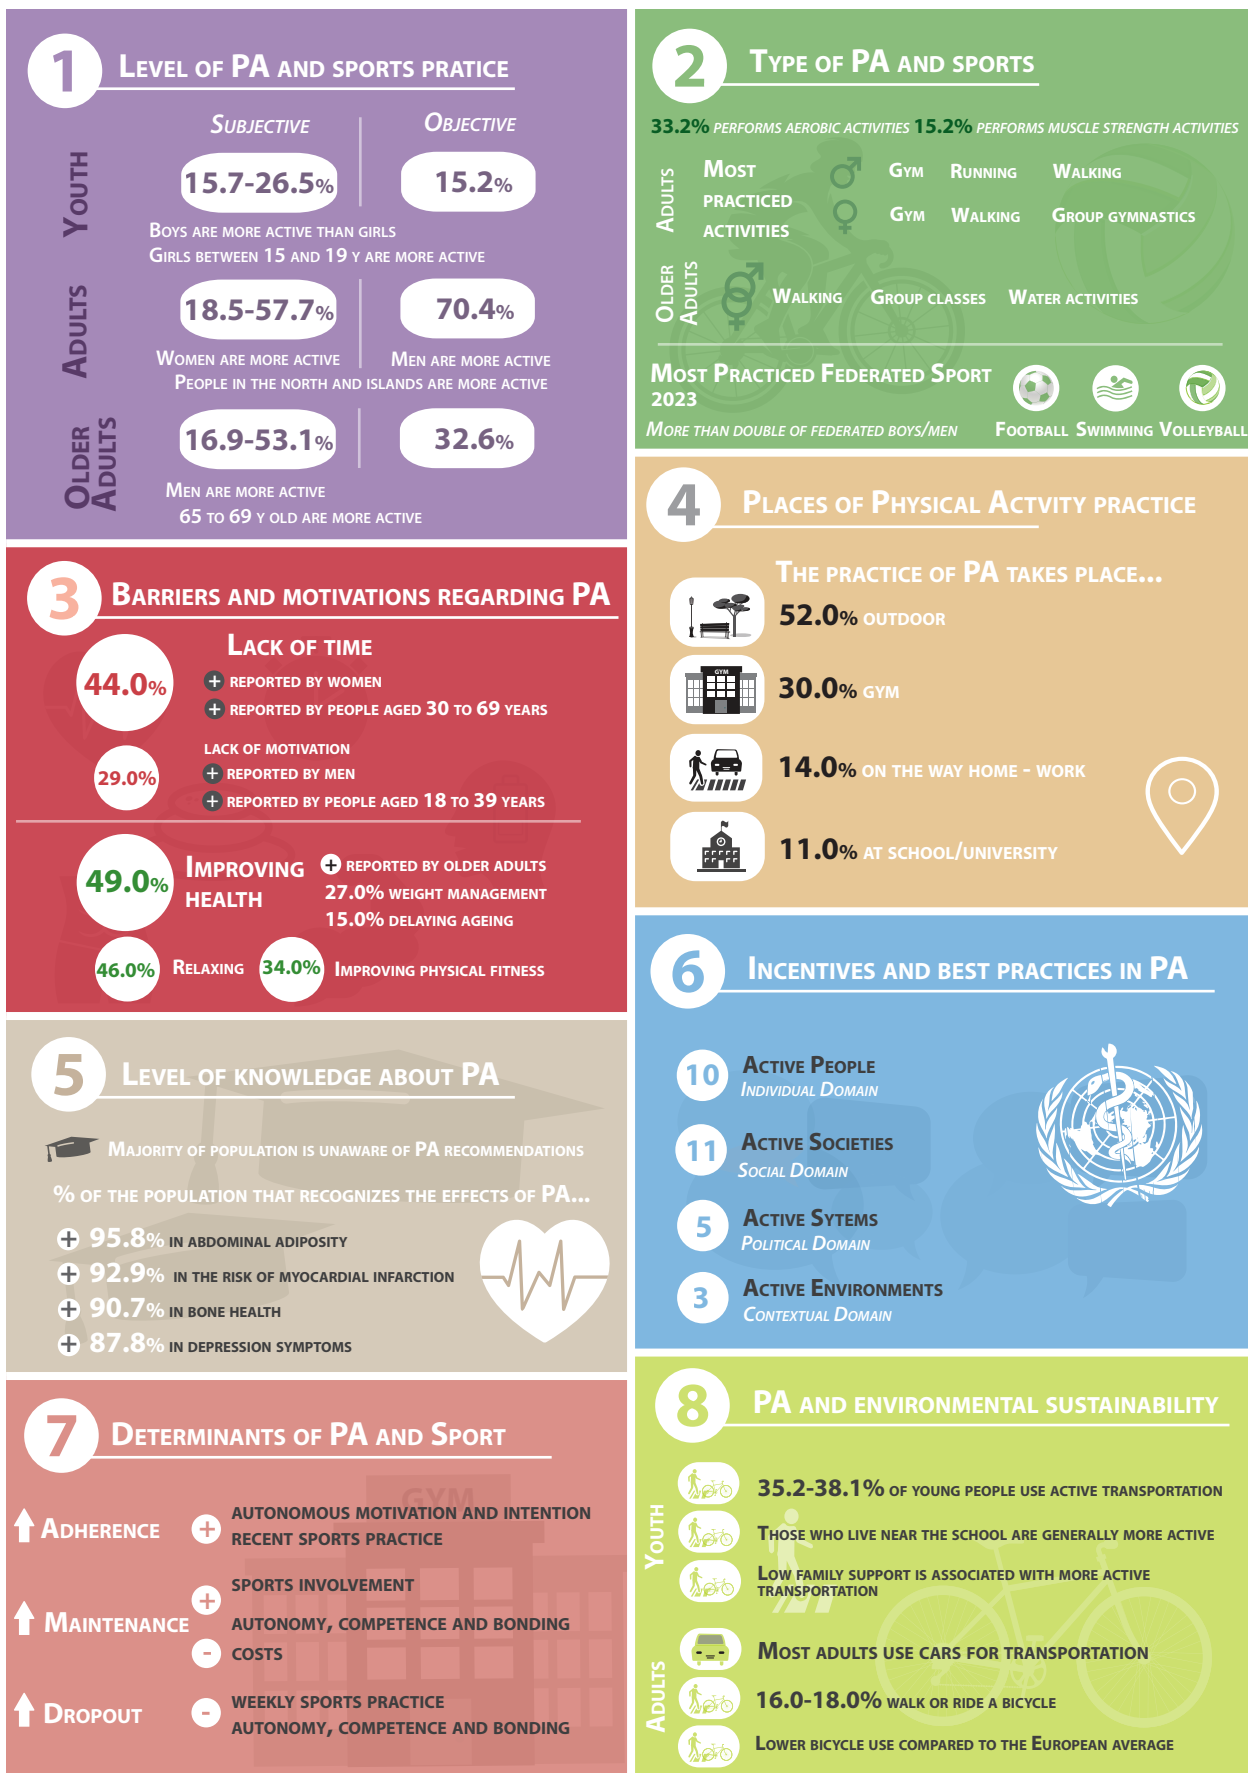 1 Level of PA and sports pratice
Subjective Objective
Youth
15.7-26.5% 15.2%
Boys are more active than girls
Girls between 15 and 19 y are more active
Adults
18.5-57.7% 70.4%
Women are more active Men are more active
People in the north and islands are more active
Older Adults
16.9-53.1% 32.6%
Men are more active
65 to 69 y old are more active
2 Type of PA and sports
33.2% performs aerobic activities 15.2% performs muscle strength activities
Adults
Most
practiced
activities
Gym Running Walking
Gym Walking Group gymnastics
Older Adults
Walking Group classes Water activities
Most Practiced Federated Sport
2023
More than double of federated boys/men
Football Swimming Volleyball
3 Barriers and motivations regarding PA
44.0%
Lack of time
+ reported by women
+ reported by people aged 30 to 69 years
29.0%
lack of motivation
+ reported by men
+ reported by people aged 18 to 39 years
49.0%
Improving
health
+ reported by older adults
27.0% weight management
15.0% delaying ageing
46.0% Relaxing 34.0% Improving physical fitness
4 Places of Physical Actvity practice
The practice of PA takes place...
52.0% outdoor
GYM
30.0% gym
14.0% on the way home - work
11.0% at school/university
5 Level of knowledge about PA
Majority of population is unaware of PA recommendations
% of the population that recognizes the effects of PA...
+ 95.8% in abdominal adiposity
+ 92.9% in the risk of myocardial infarction
+ 90.7% in bone health
+ 87.8% in depression symptoms
6 Incentives and best practices in PA
10 Active People
Individual Domain
11 Active Societies
Social Domain
5 Active Sytems
Political Domain
3 Active Environments
Contextual Domain
7 Determinants of PA and Sport
GYM
Adherence
+ autonomous motivation and intention
recent sports practice
Maintenance
+ sports involvement
autonomy, competence and bonding
- costs
Dropout
- weekly sports practice
autonomy, competence and bonding
8 PA and environmental sustainability
Youth
35.2-38.1% of young people use active transportation
Those who live near the school are generally more active
Low family support is associated with more active
transportation
Adults
Most adults use cars for transportation
16.0-18.0% walk or ride a bicycle
Lower bicycle use compared to the European average